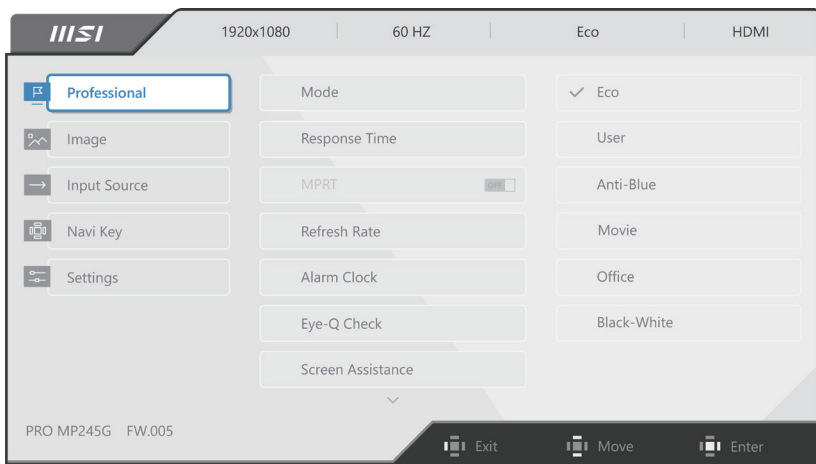 msi
1920x1080 60 HZ Eco HDMI
Professional
Image
Input Source
Navi Key
Settings
Mode
Response Time
MPRT OFF
Refresh Rate
Alarm Clock
Eye-Q Check
Screen Assistance
Eco
User
Anti-Blue
Movie
Office
Black-White
PRO MP245G FW.005
Exit Move Enter